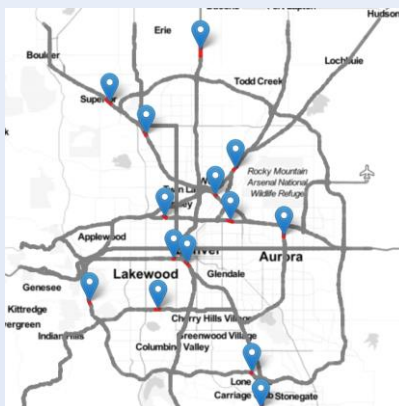 Erie
Hudson
Boulder
Lochbuie
Todd Creek
Superior
Rocky Mountain
Arsenal National
Wildlife Refuge
Applewood
Aurora
Lakewood
Glendale
Genesee
Kittredge
Cherry Hills Village
Indian Hills
Greenwood Village
Columbine Valley
Lone
Carriage
Stonegate